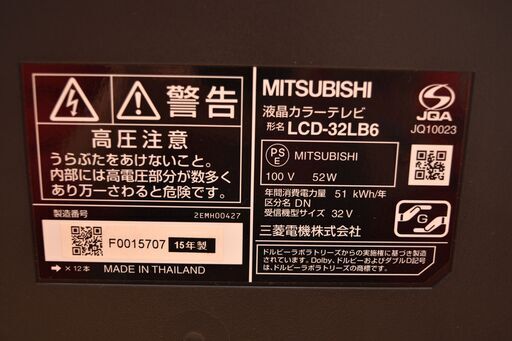 警告
高圧注意
うらぶたをあけないこと。
内部には高電圧部分が数多く
あり万一さわると危険です。
製造番号
2EMH00427
F0015707
15年製
→ × 12本
MADE IN THAILAND
MITSUBISHI
液晶カラーテレビ
形名 LCD-32LB6
JQA
JQ10023
PS
E
MITSUBISHI
100 V 52W
年間消費電力量 51 kWh/年
区分名 DN
受信機型サイズ 32V
三菱電機株式会社
G
ドルビーラボラトリーズからの実施権に基づき製造
されています。Dolby、ドルビーおよびダブルD記号
はドルビーラボラトリーズの商標です。